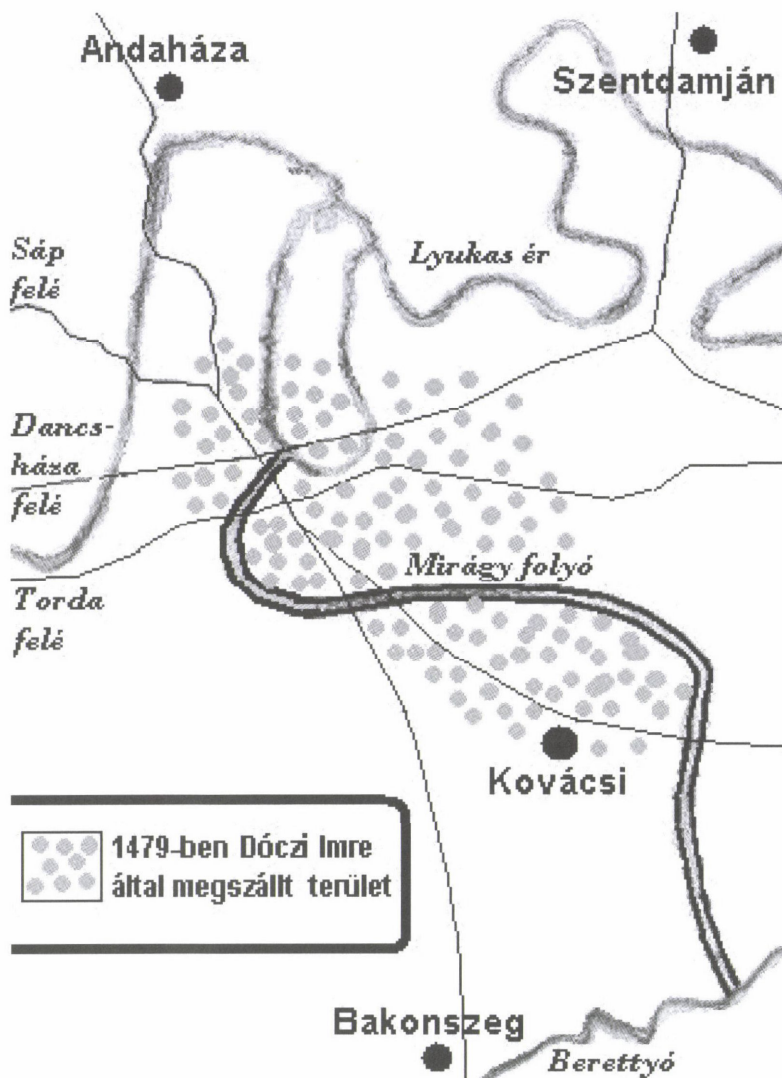 Andaháza
Szentdamján
Sáp
felé
Lyukas ér
Dancs-
háza
felé
Mirágy folyó
Torda
felé
Kovácsi
1479-ben Dóczi Imre
által megszállt terület
Bakonszeg
Berettyó